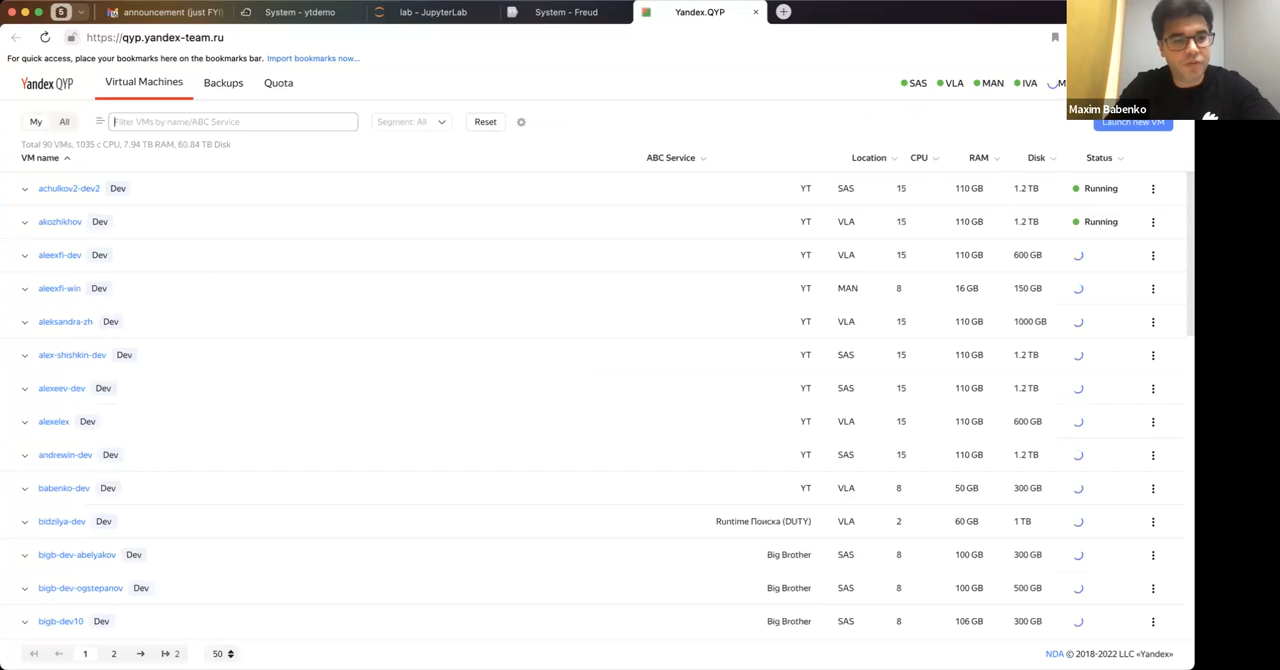 5
announcement (just FYI)
System - ytdemo
lab - JupyterLab
System - Freud
Yandex.QYP
https://qyp.yandex-team.ru
For quick access, place your bookmarks here on the bookmarks bar. Import bookmarks now...
Yandex QYP
Virtual Machines
Backups
Quota
SAS
VLA
MAN
IVA
M
Maxim Babenko
My
All
Filter VMs by name/ABC Service
Segment: All
Reset
Launch new VM
Total 90 VMs, 1035 c CPU, 7.94 TB RAM, 60.84 TB Disk
VM name ABC Service Location CPU RAM Disk Status
achulkov2-dev2 Dev YT SAS 15 110 GB 1.2 TB Running
akozhikhov Dev YT VLA 15 110 GB 1.2 TB Running
aleexfi-dev Dev YT VLA 15 110 GB 600 GB
aleexfi-win Dev YT MAN 8 16 GB 150 GB
aleksandra-zh Dev YT VLA 15 110 GB 1000 GB
alex-shishkin-dev Dev YT SAS 15 110 GB 1.2 TB
alexeev-dev Dev YT SAS 15 110 GB 1.2 TB
alexelex Dev YT VLA 15 110 GB 600 GB
andrewln-dev Dev YT SAS 15 110 GB 1.2 TB
babenko-dev Dev YT VLA 8 50 GB 300 GB
bidzilya-dev Dev Runtime Поиска (DUTY) VLA 2 60 GB 1 TB
bigb-dev-abelyakov Dev Big Brother SAS 8 100 GB 300 GB
bigb-dev-ogstepanov Dev Big Brother SAS 8 100 GB 500 GB
bigb-dev10 Dev Big Brother SAS 8 106 GB 300 GB
1 2 2 50
NDA © 2018-2022 LLC «Yandex»